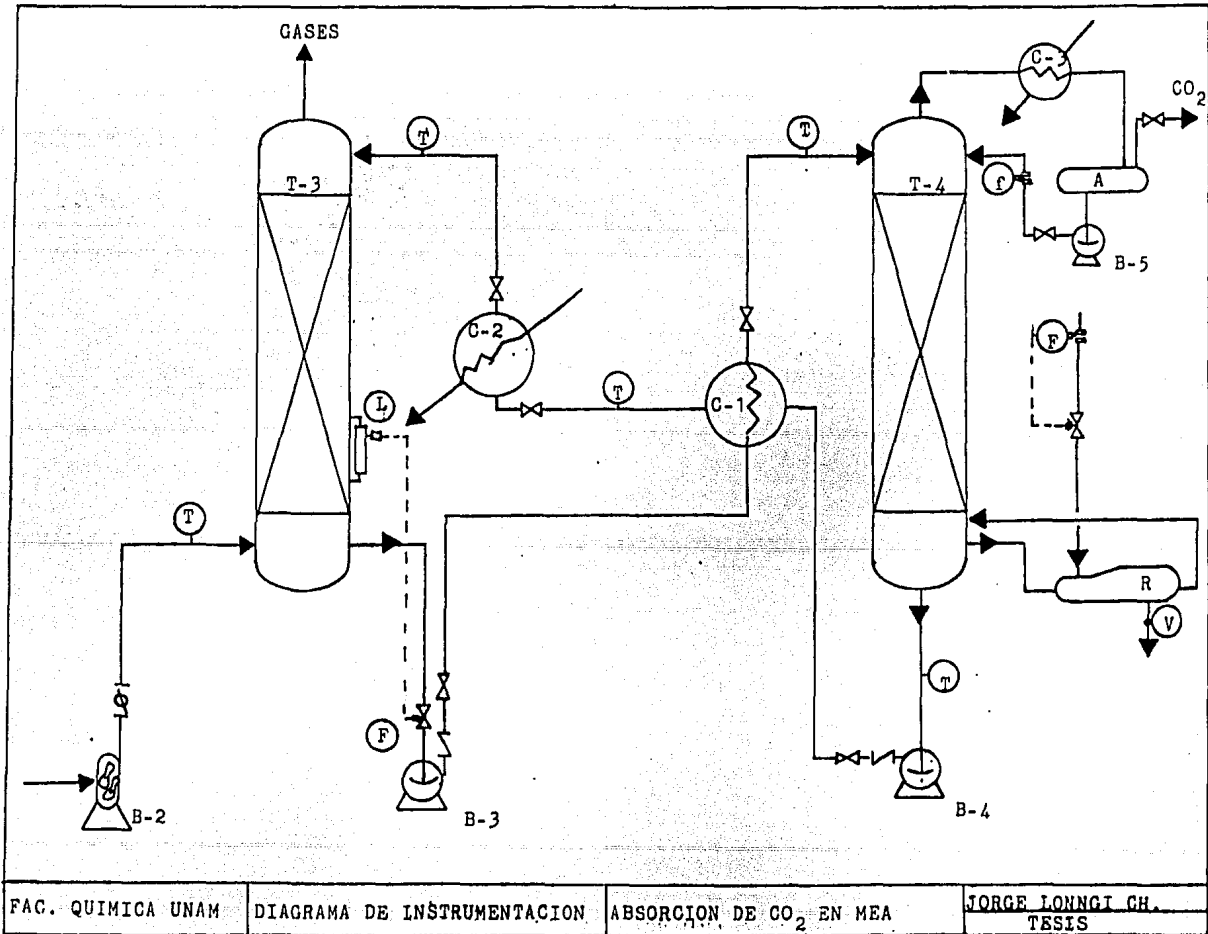 GASES
C-
CO2
T
T
T-3
T-4
f
A
B-5
C-2
F
T
C-1
L
T
R
V
T
F
B-2
B-3
B-4
FAC. QUIMICA UNAM
DIAGRAMA DE INSTRUMENTACION
ABSORCION DE CO2 EN MEA
JORGE LONNGI CH.
TESIS